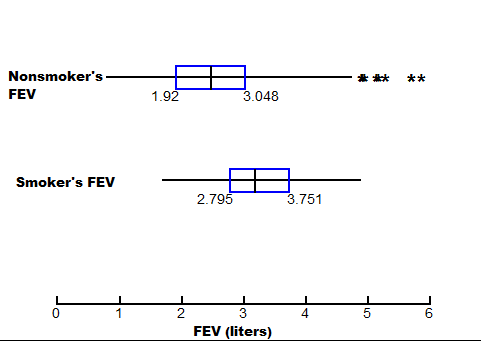 Nonsmoker's
FEV
1.92 3.048
Smoker's FEV
2.795 3.751
0 1 2 3 4 5 6
FEV (liters)